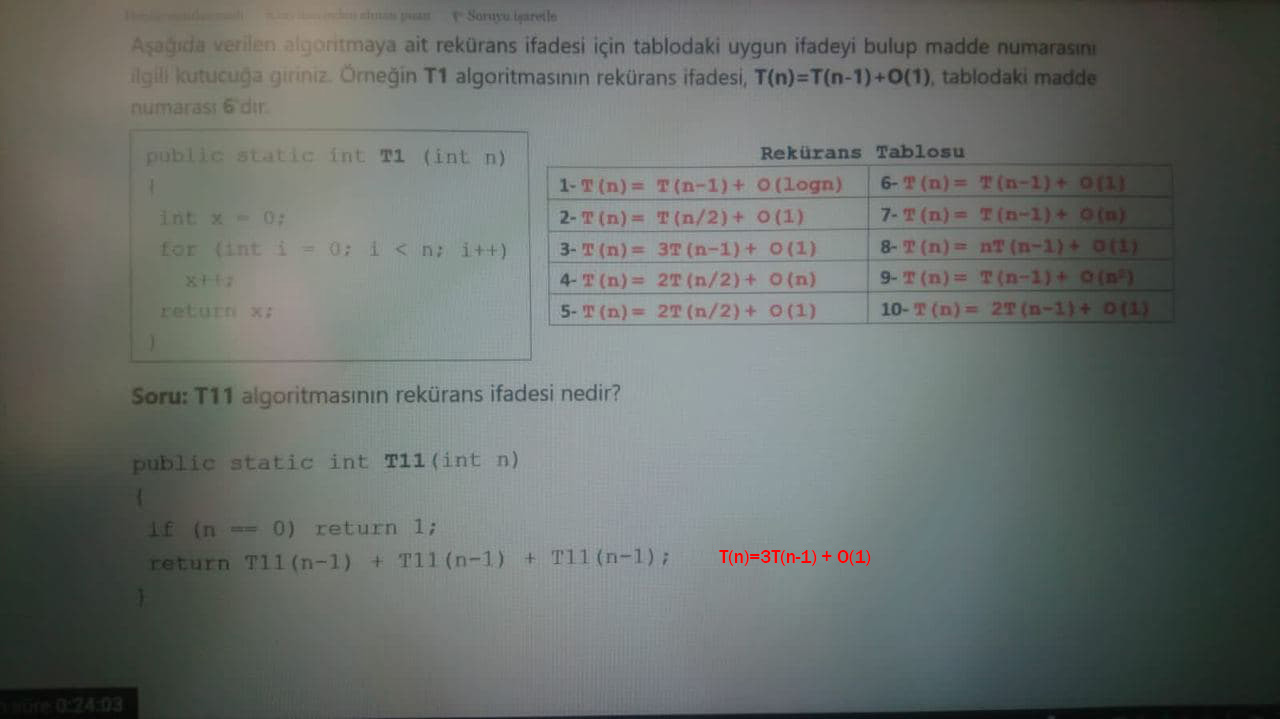 Soruyu işaretle
Aşağıda verilen algoritmaya ait rekürans ifadesi için tablodaki uygun ifadeyi bulup madde numarasını
ilgili kutucuğa giriniz. Örneğin T1 algoritmasının rekürans ifadesi, T(n)=T(n-1)+O(1), tablodaki madde
numarası 6'dır.
public static int T1 (int n)
{
int x = 0;
for (int i = 0; i < n; i++)
x++;
return x;
}
Rekürans Tablosu
1- T(n)= T(n-1)+ O(logn) 6- T(n)= T(n-1)+ O(1)
2- T(n)= T(n/2)+ O(1) 7- T(n)= T(n-1)+ O(n)
3- T(n)= 3T(n-1)+ O(1) 8- T(n)= nT(n-1)+ O(1)
4- T(n)= 2T(n/2)+ O(n) 9- T(n)= T(n-1)+ O(n²)
5- T(n)= 2T(n/2)+ O(1) 10- T(n)= 2T(n-1)+ O(1)
Soru: T11 algoritmasının rekürans ifadesi nedir?
public static int T11(int n)
{
if (n == 0) return 1;
return T11(n-1) + T11(n-1) + T11(n-1); T(n)=3T(n-1) + O(1)
}
süre 0:24:03